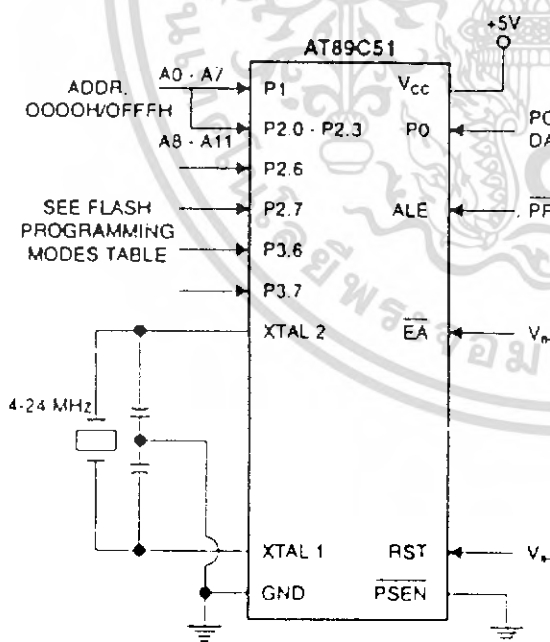 +5V
AT89C51
ADDR.
OOOOH/OFFFH
A0 - A7
A8 - A11
P1
P2.0 - P2.3
P2.6
P2.7
P3.6
P3.7
SEE FLASH
PROGRAMMING
MODES TABLE
XTAL 2
4-24 MHz
XTAL 1
GND
VCC
P0
ALE
EA
RST
PSEN